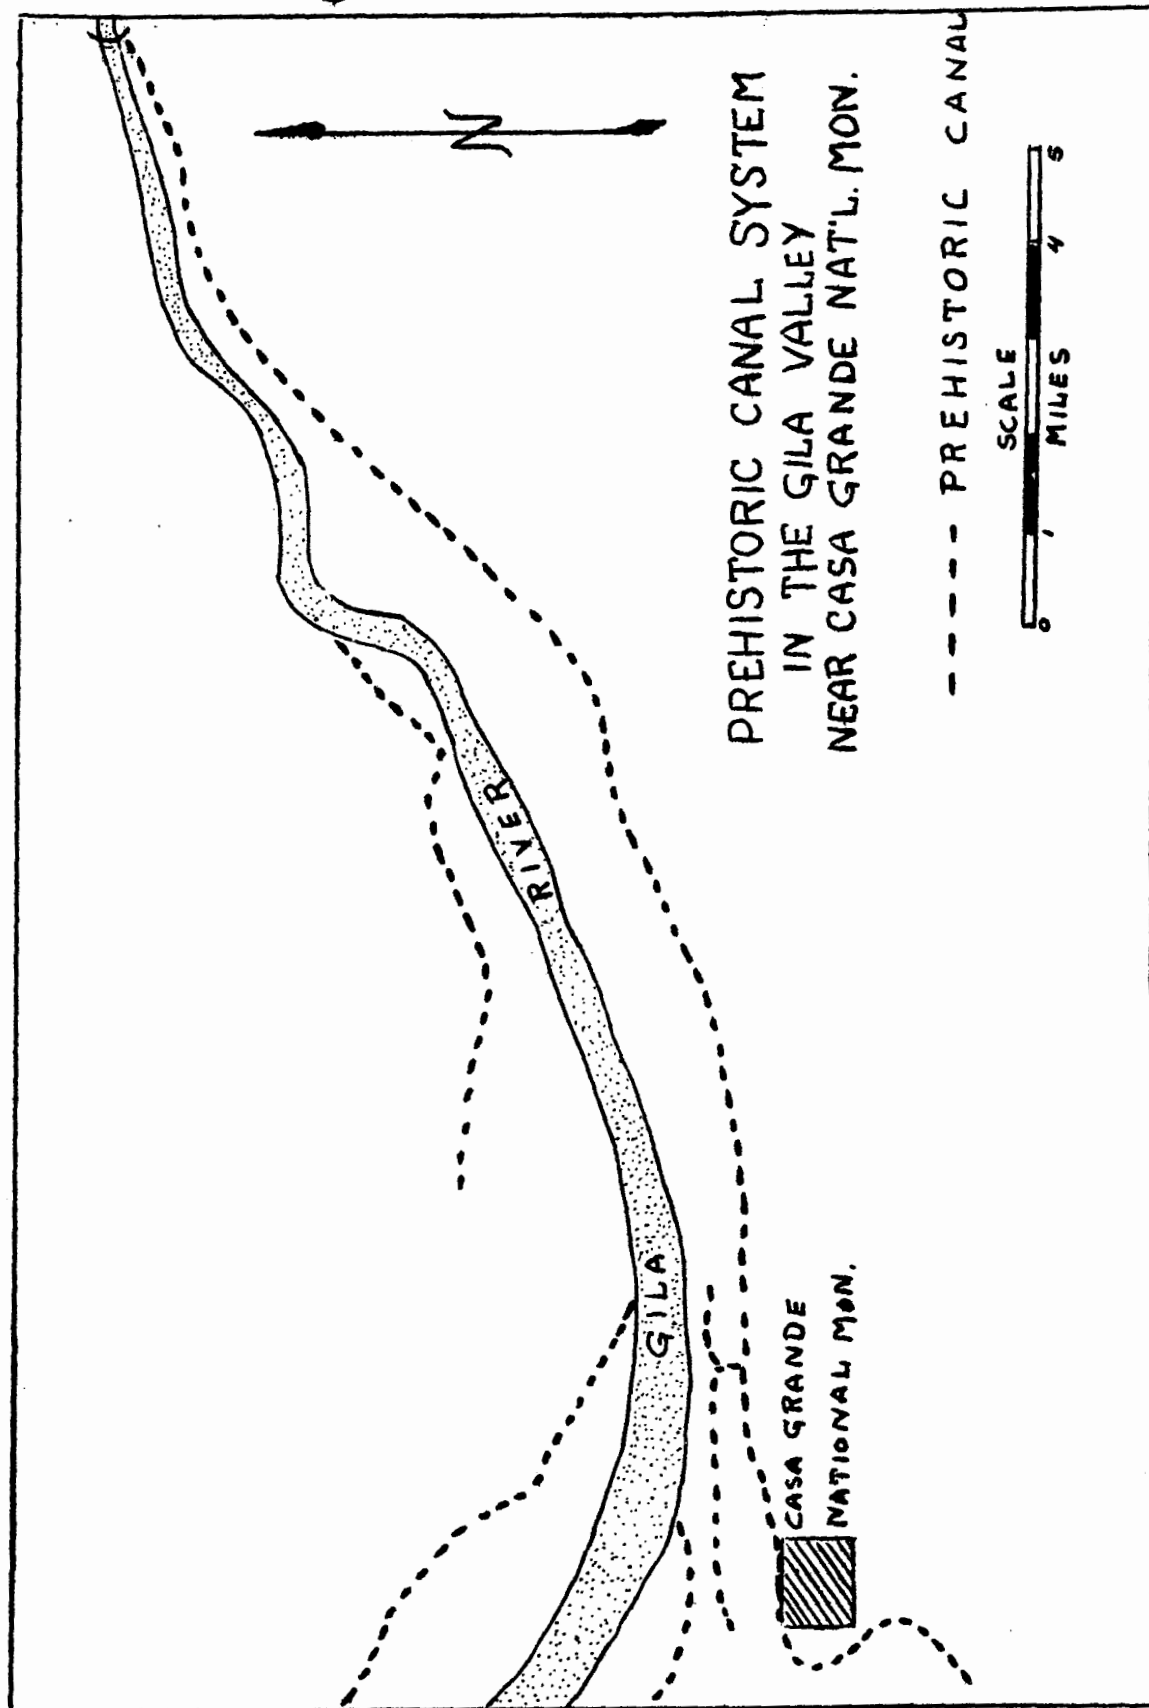 N
PREHISTORIC CANAL SYSTEM
IN THE GILA VALLEY
NEAR CASA GRANDE NAT'L. MON.
PREHISTORIC CANAL
SCALE
0 1 4 5
MILES
GILA RIVER
CASA GRANDE
NATIONAL MON.